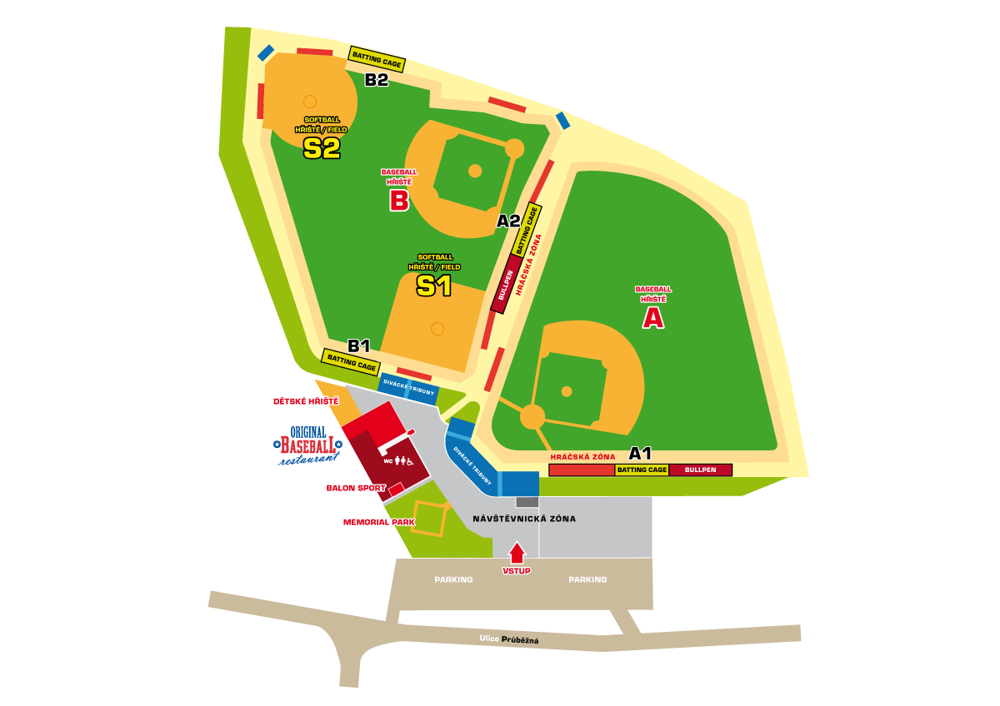 BATTING CAGE
B2
SOFTBALL
HŘIŠTĚ / FIELD
S2
BASEBALL
HŘIŠTĚ
B
A2
BATTING CAGE
HRÁČSKÁ ZÓNA
BULLPEN
SOFTBALL
HŘIŠTĚ / FIELD
S1
BASEBALL
HŘIŠTĚ
A
B1
BATTING CAGE
DIVÁCKÉ TRIBUNY
DĚTSKÉ HŘIŠTĚ
ORIGINAL
BASEBALL
restaurant
WC
DIVÁCKÉ TRIBUNY
HRÁČSKÁ ZÓNA
A1
BATTING CAGE
BULLPEN
BALON SPORT
MEMORIAL PARK
NÁVŠTĚVNICKÁ ZÓNA
VSTUP
PARKING
PARKING
Ulice Průběžná